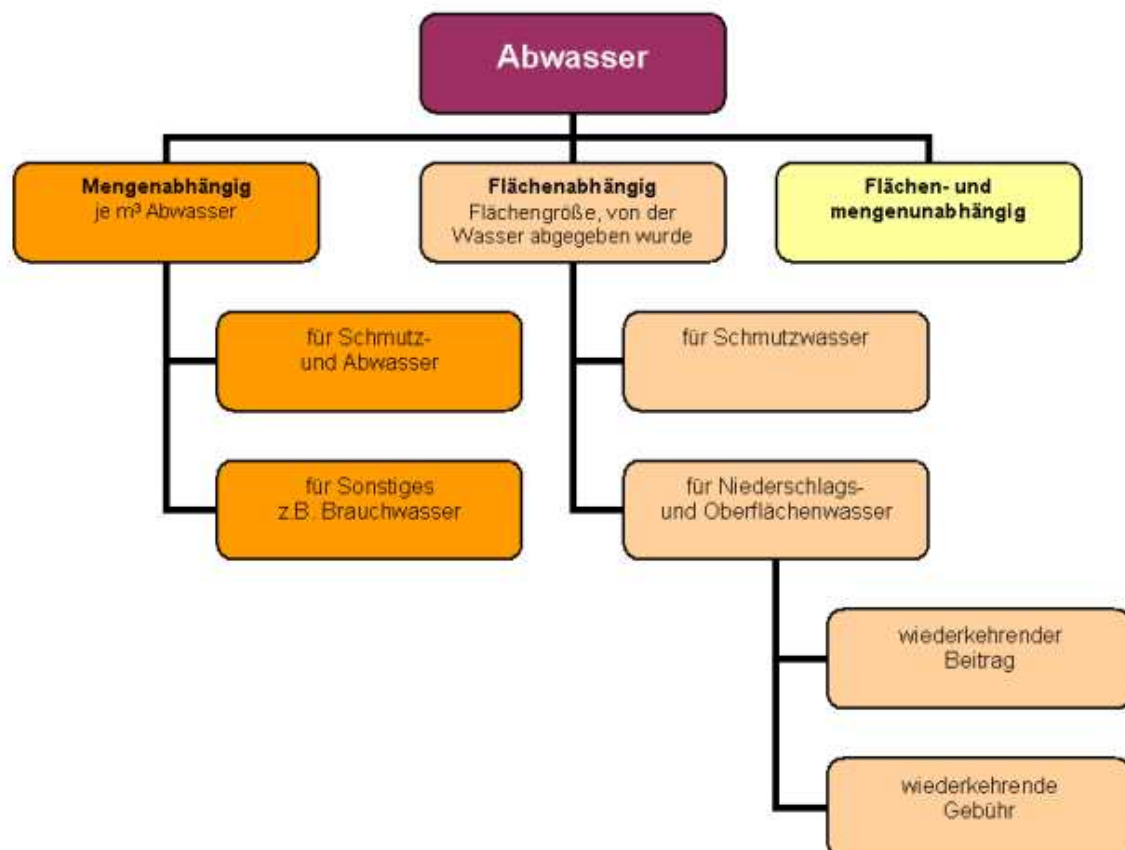 Abwasser
Mengenabhängig
je m³ Abwasser
Flächenabhängig
Flächengröße, von der
Wasser abgegeben wurde
Flächen- und
mengenunabhängig
für Schmutz-
und Abwasser
für Schmutzwasser
für Sonstiges
z.B. Brauchwasser
für Niederschlags-
und Oberflächenwasser
wiederkehrender
Beitrag
wiederkehrende
Gebühr